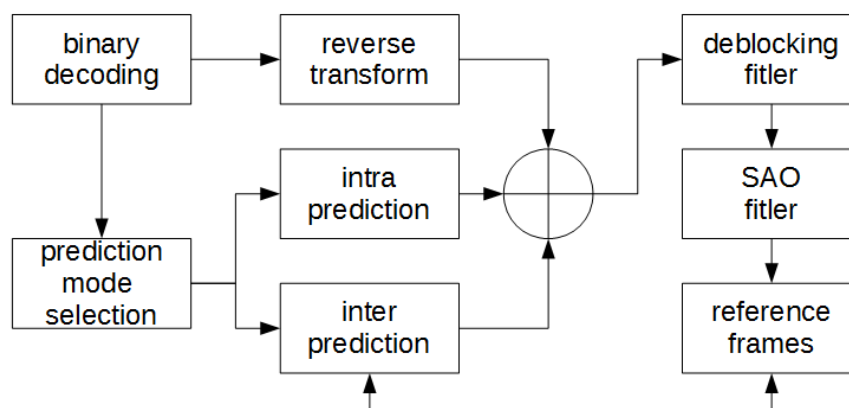 binary
decoding
reverse
transform
deblocking
fitler
intra
prediction
SAO
fitler
prediction
mode
selection
inter
prediction
reference
frames